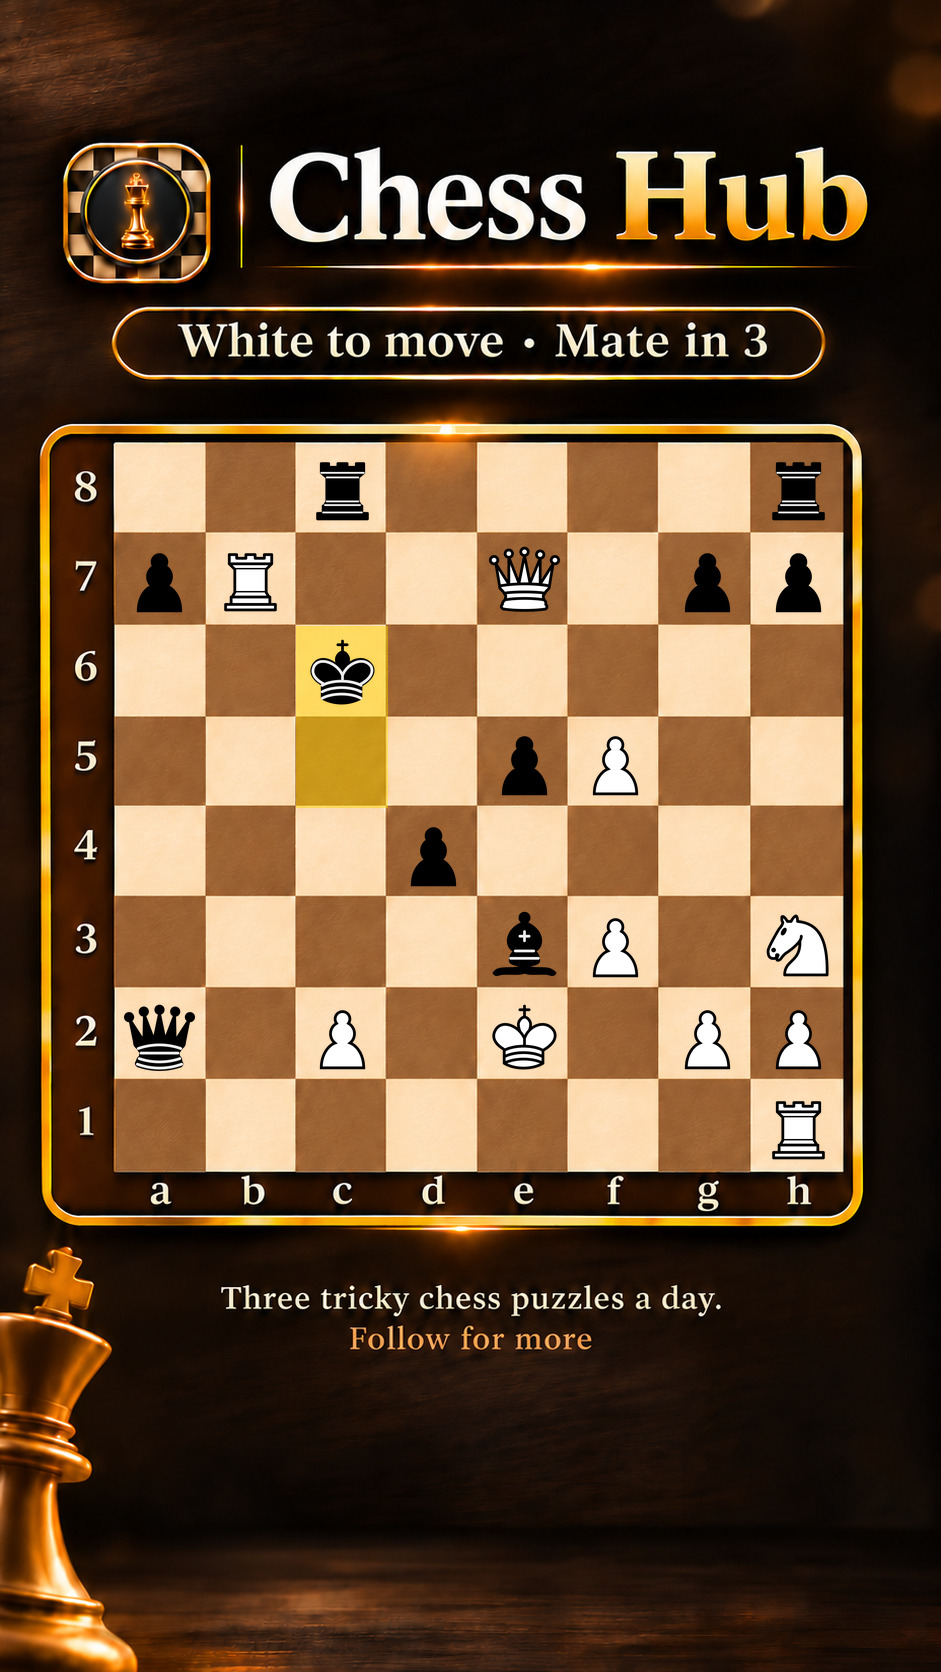 Chess Hub
White to move • Mate in 3
8
7
6
5
4
3
2
1
a b c d e f g h
Three tricky chess puzzles a day.
Follow for more